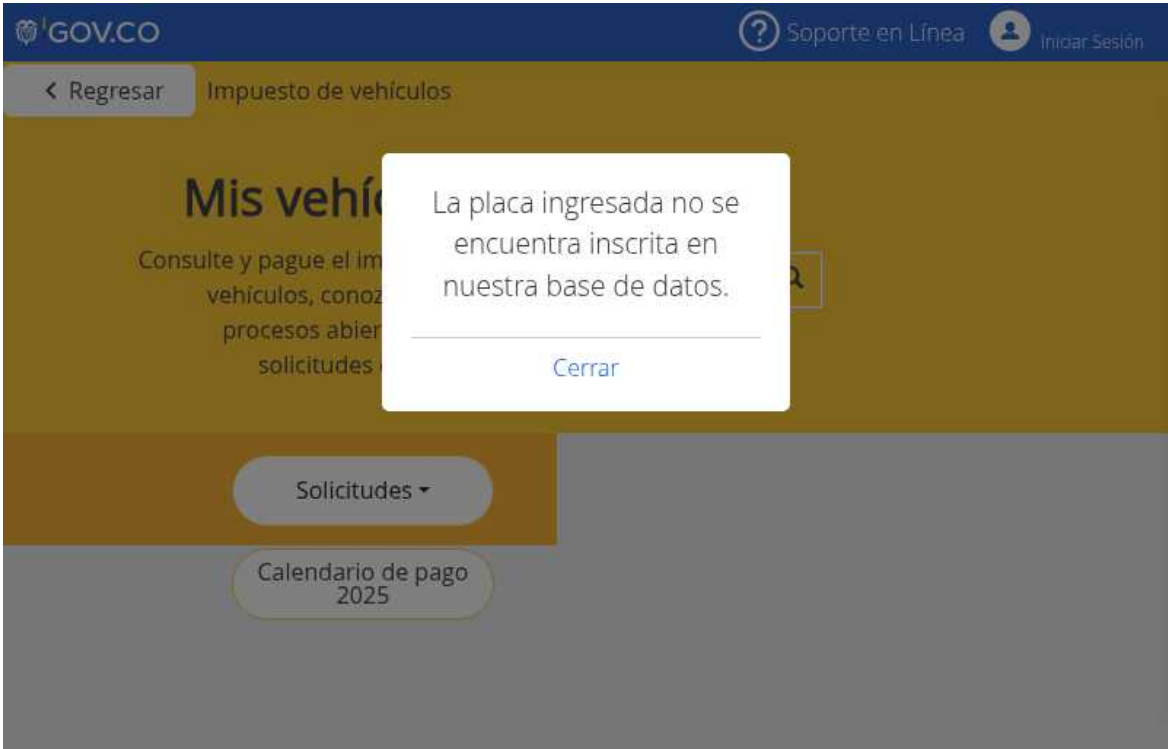 GOV.CO
Soporte en Línea
Iniciar Sesión
Regresar
Impuesto de vehículos
Mis vehíc
Consulte y pague el im
vehículos, conoz
procesos abier
solicitudes
La placa ingresada no se
encuentra inscrita en
nuestra base de datos.
Cerrar
Solicitudes
Calendario de pago
2025